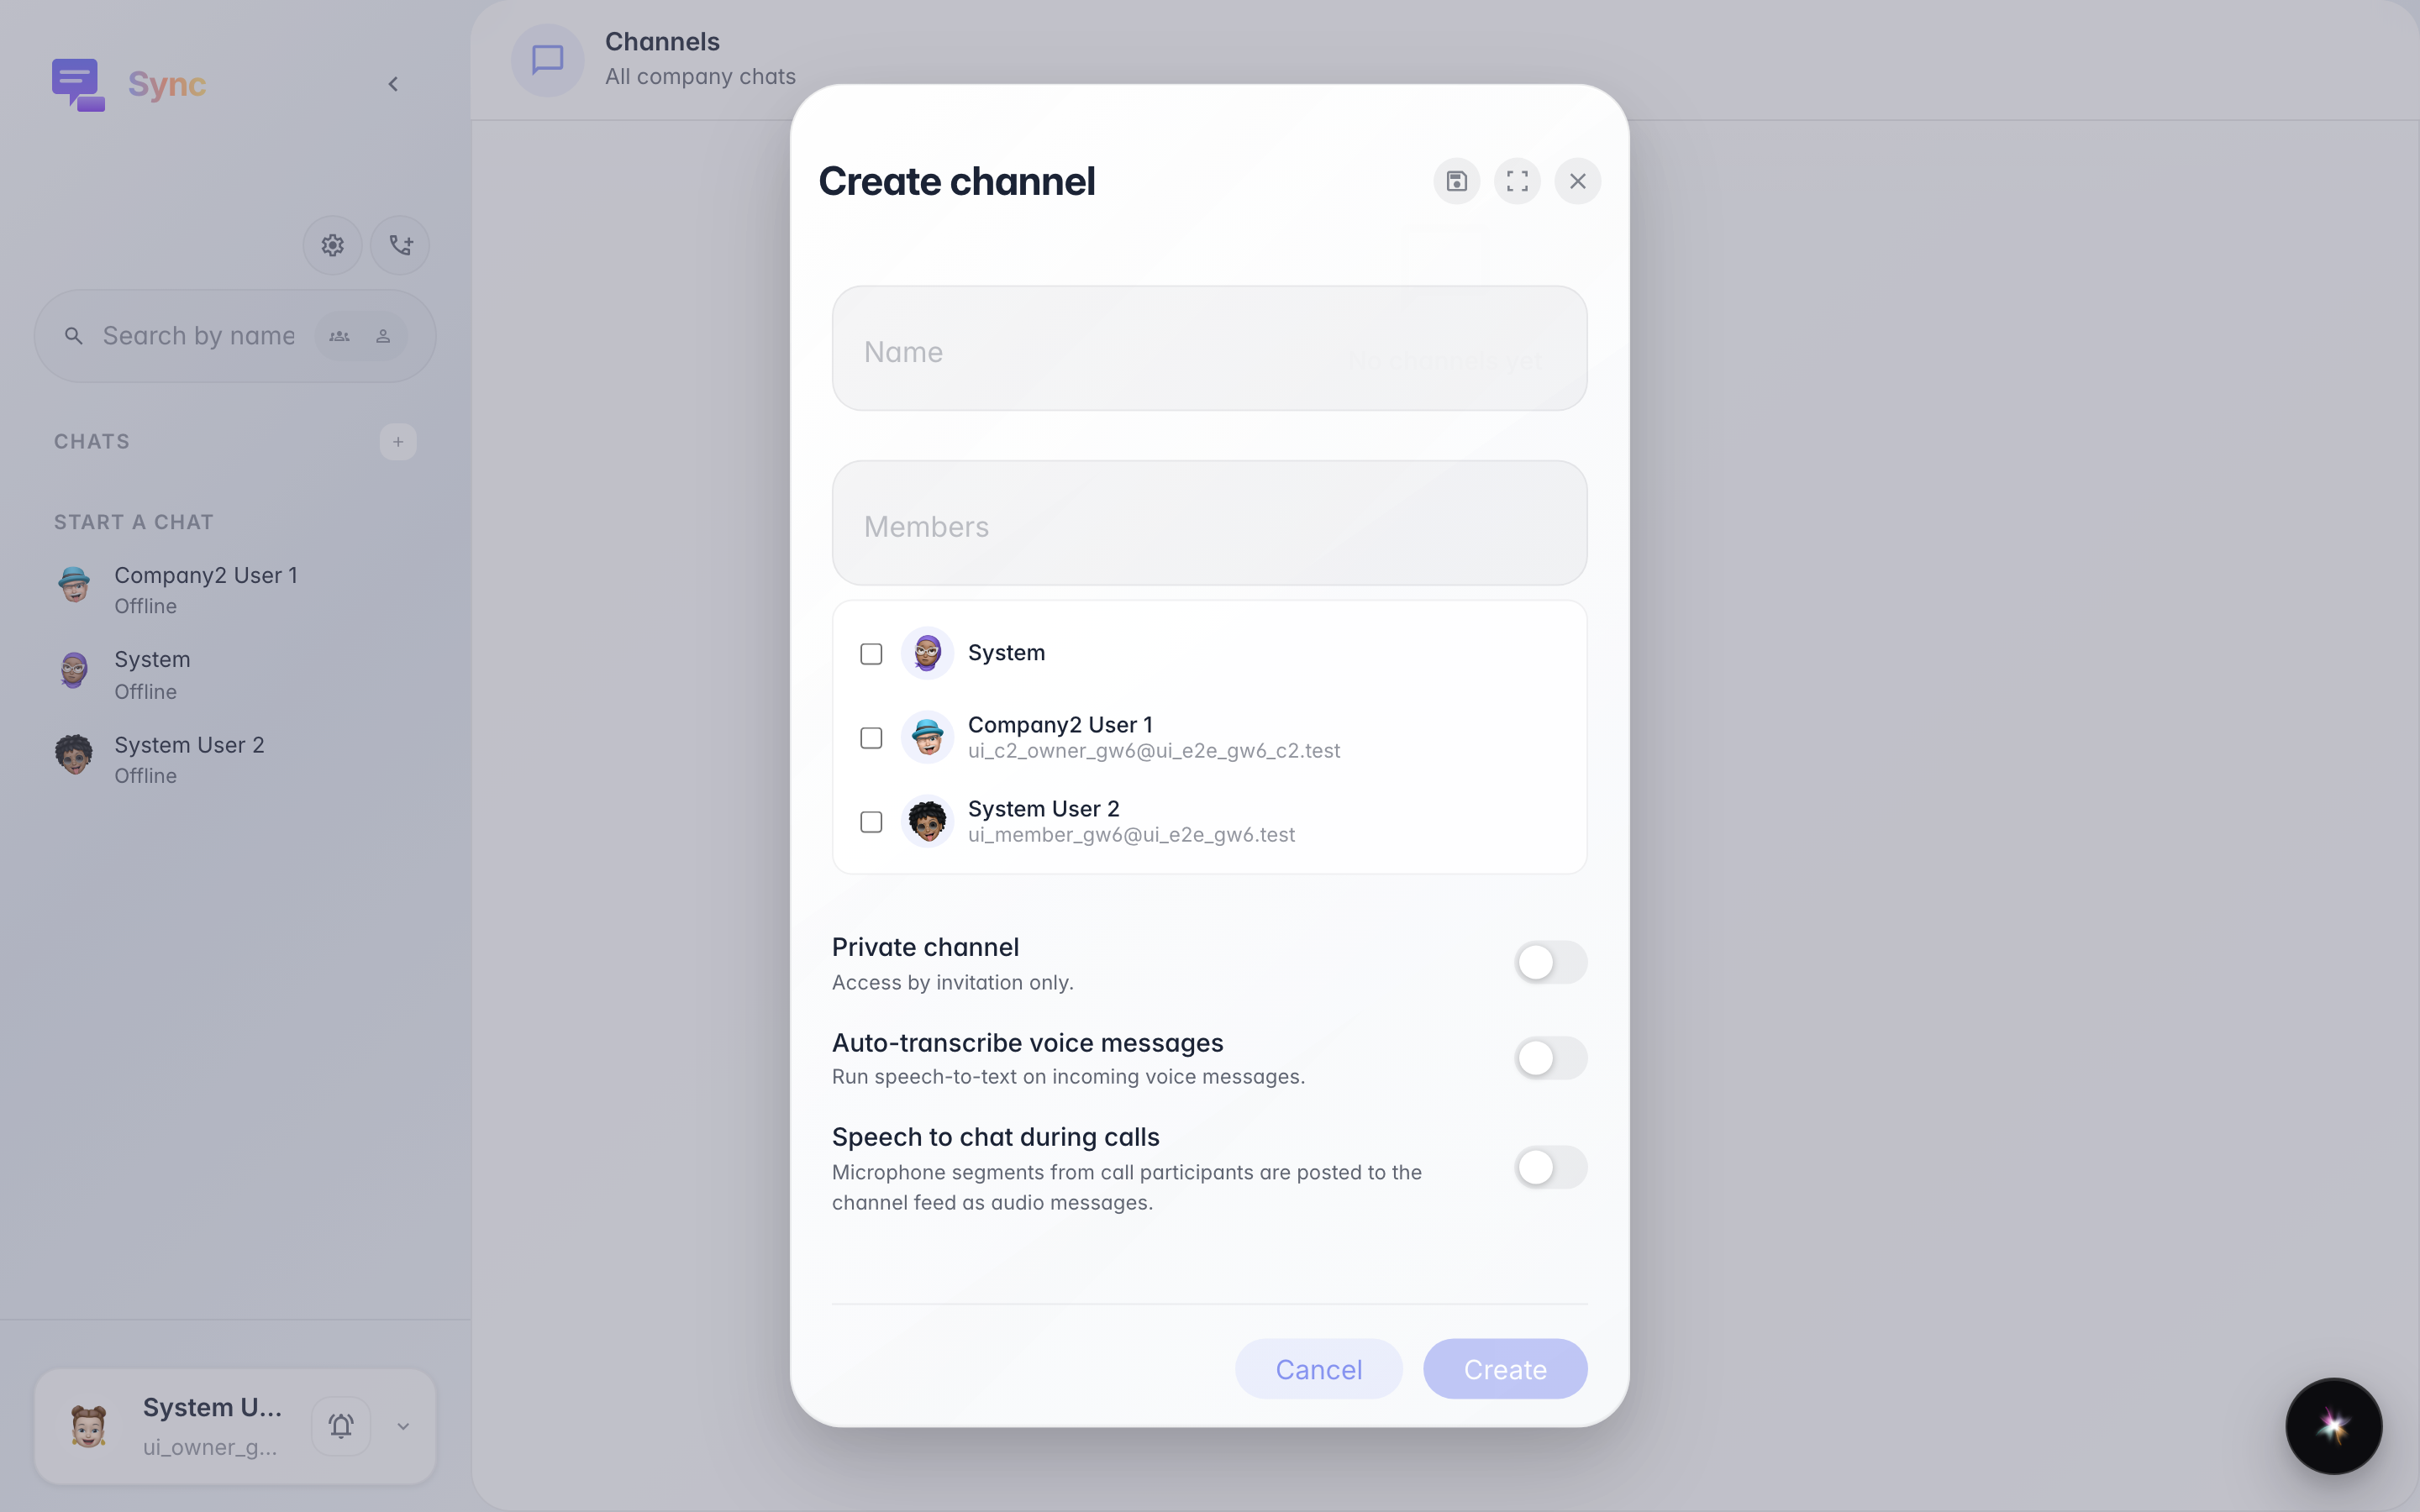 Sync
Channels
All company chats
Search by name
CHATS
START A CHAT
Company2 User 1
Offline
System
Offline
System User 2
Offline
System U...
ui_owner_g...
Create channel
Name
No channels yet
Members
System
Company2 User 1
ui_c2_owner_gw6@ui_e2e_gw6_c2.test
System User 2
ui_member_gw6@ui_e2e_gw6.test
Private channel
Access by invitation only.
Auto-transcribe voice messages
Run speech-to-text on incoming voice messages.
Speech to chat during calls
Microphone segments from call participants are posted to the
channel feed as audio messages.
Cancel
Create